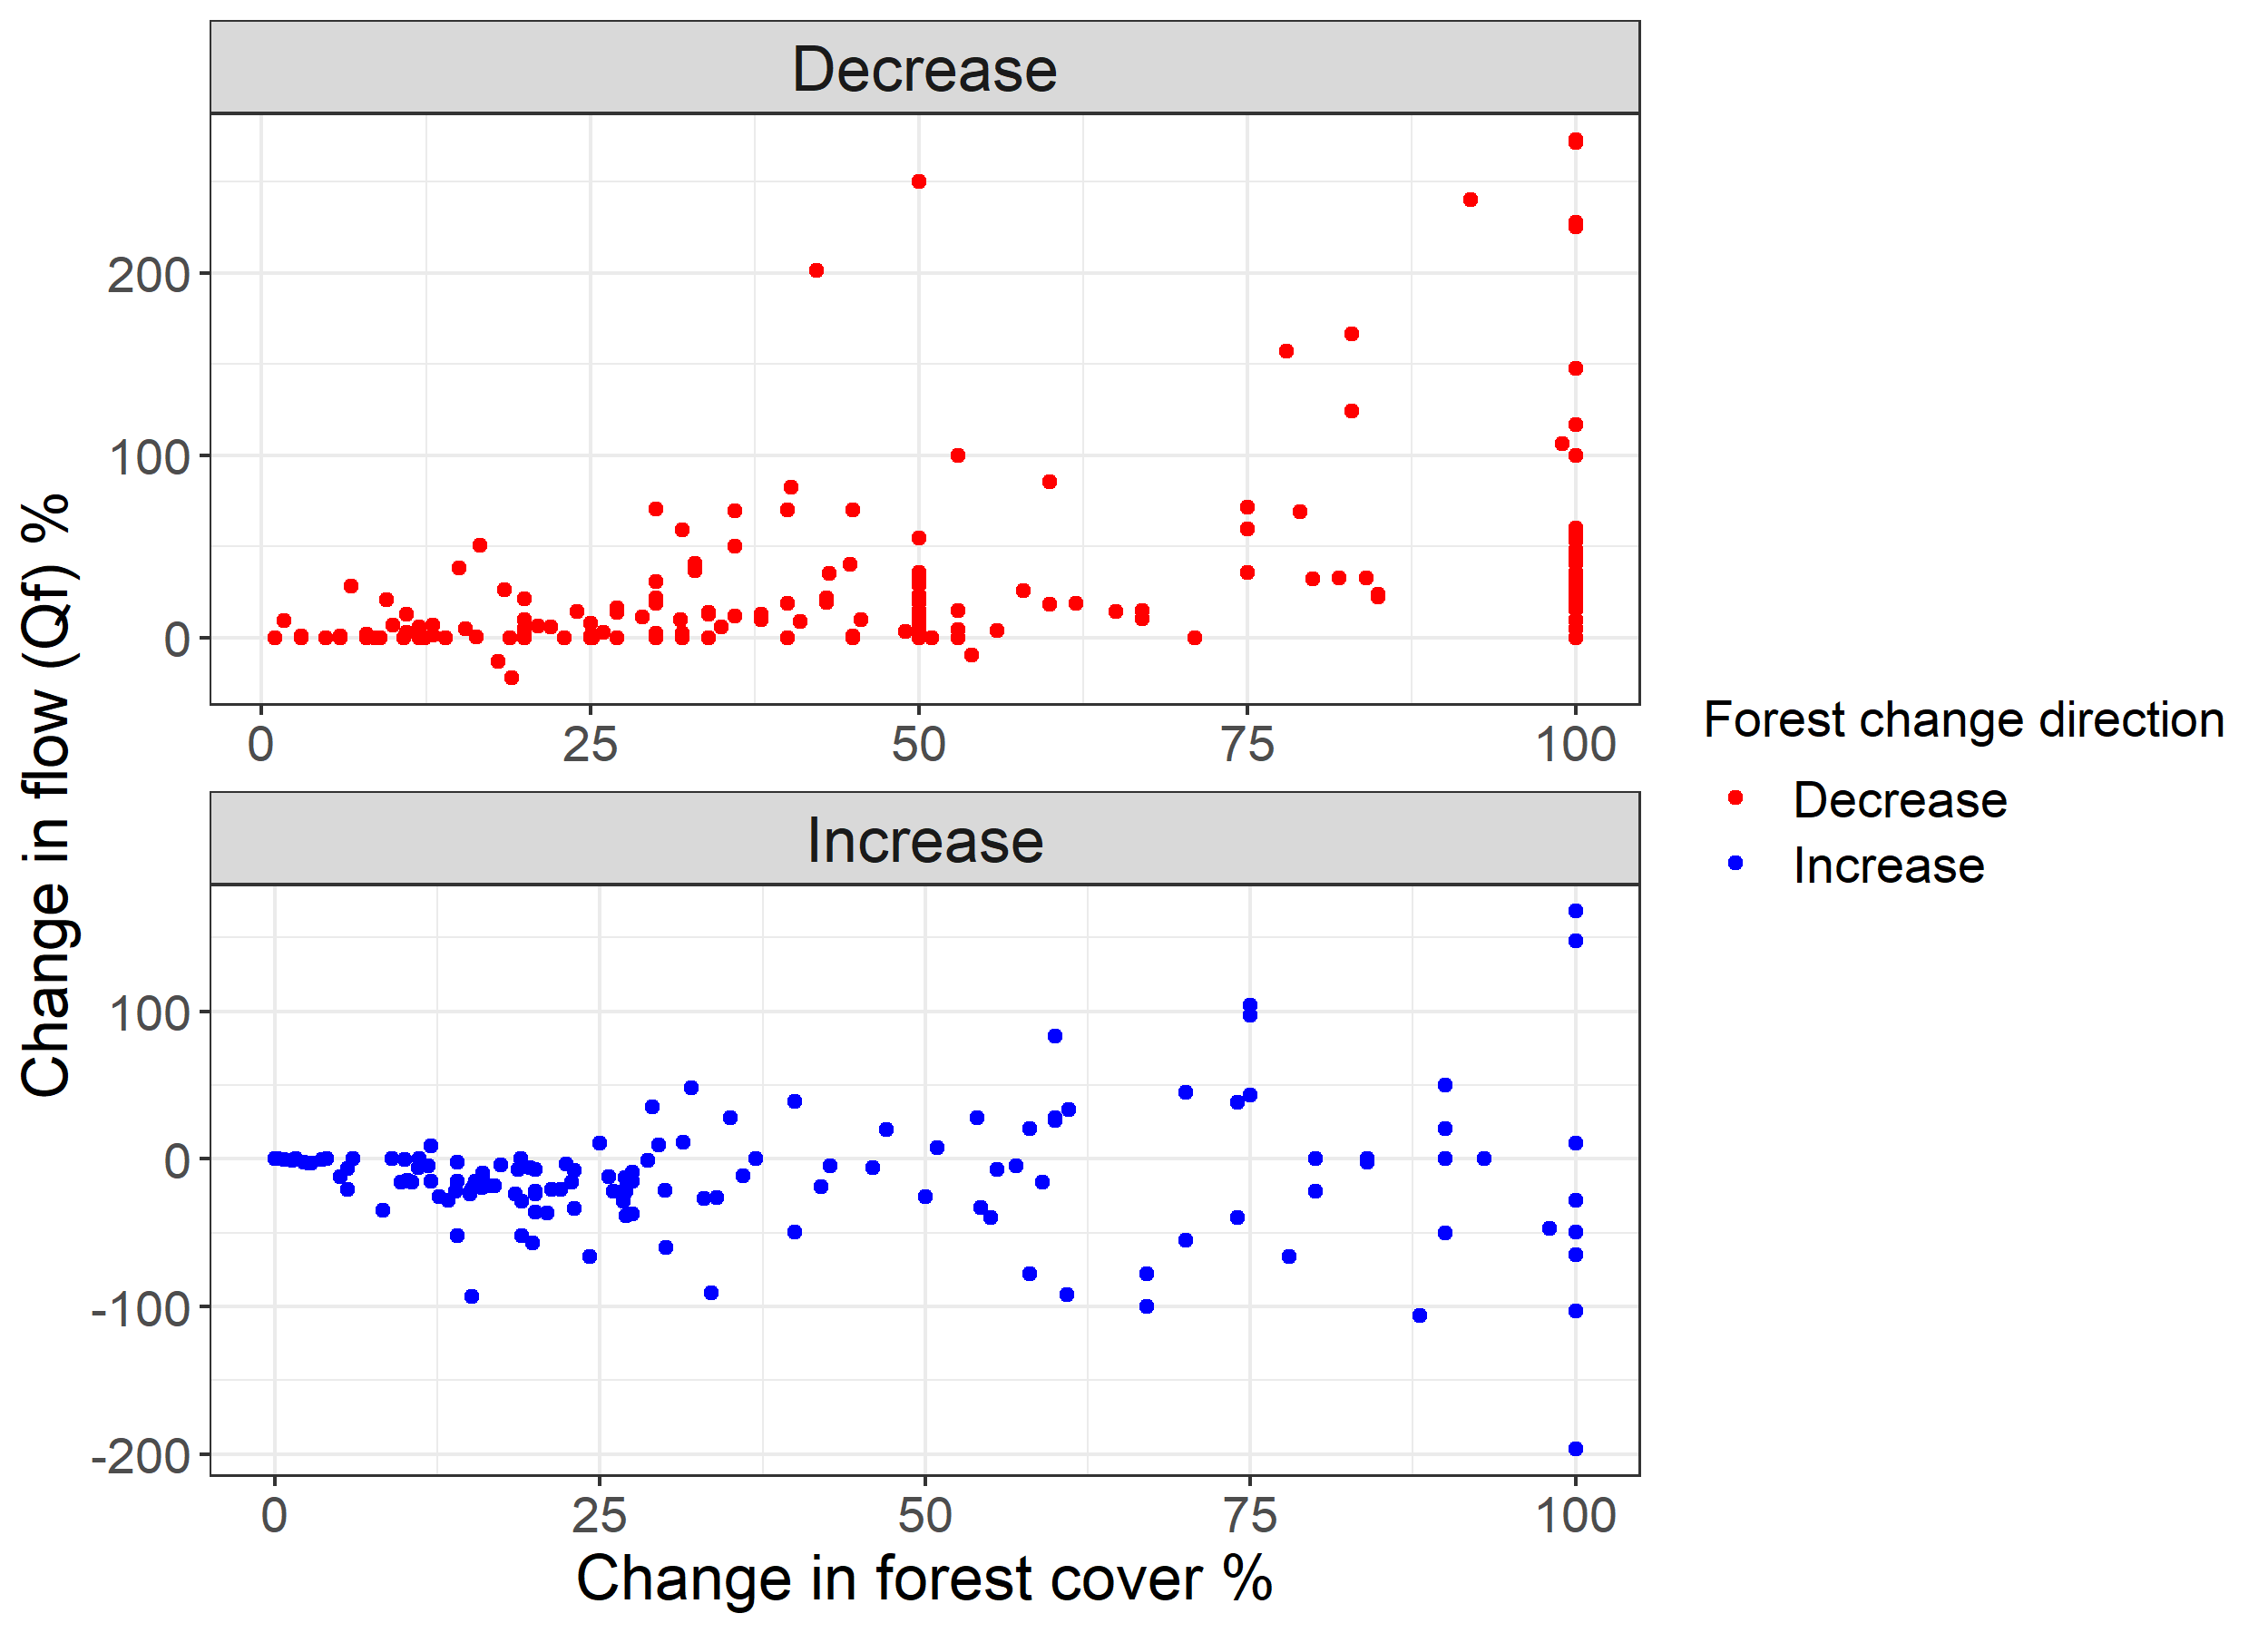 Decrease
200
100
0
0 25 50 75 100
Increase
100
0
-100
-200
0 25 50 75 100
Change in forest cover %
Change in flow (Qf) %
Forest change direction
Decrease
Increase